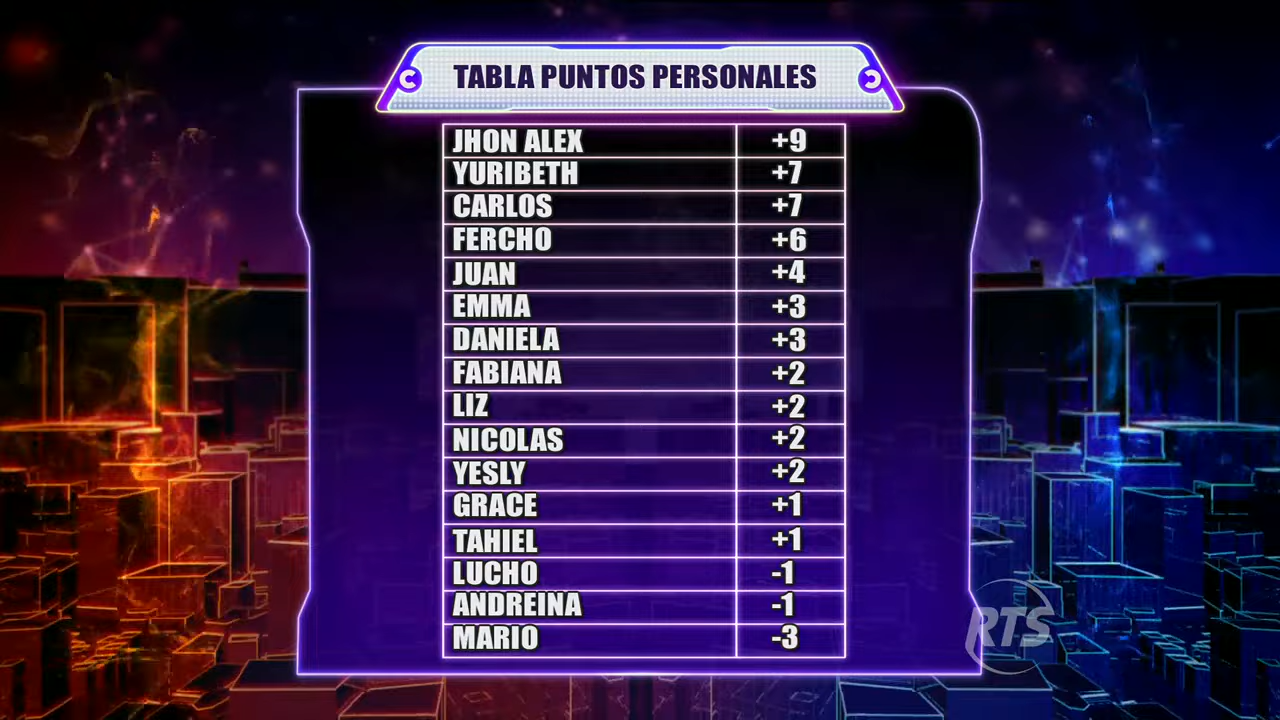 TABLA PUNTOS PERSONALES
JHON ALEX +9
YURIBETH +7
CARLOS +7
FERCHO +6
JUAN +4
EMMA +3
DANIELA +3
FABIANA +2
LIZ +2
NICOLAS +2
YESLY +2
GRACE +1
TAHIEL +1
LUCHO -1
ANDREINA -1
MARIO -3
RTS